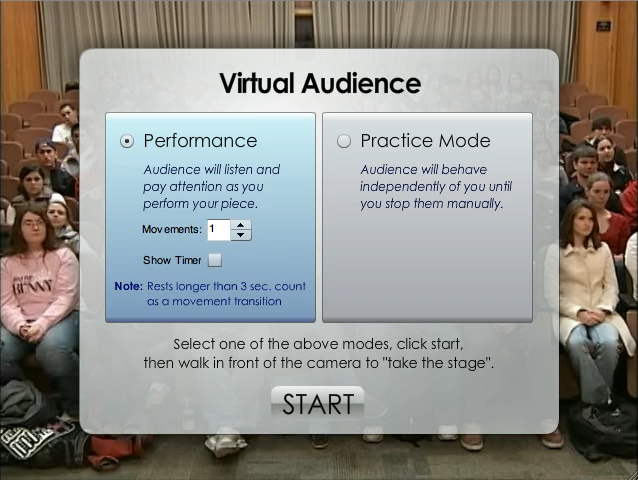 Virtual Audience
Performance
Audience will listen and
pay attention as you
perform your piece.
Movements: 1
Show Timer
Note: Rests longer than 3 sec. count
as a movement transition
Practice Mode
Audience will behave
independently of you until
you stop them manually.
Select one of the above modes, click start,
then walk in front of the camera to "take the stage".
START
BUNNY